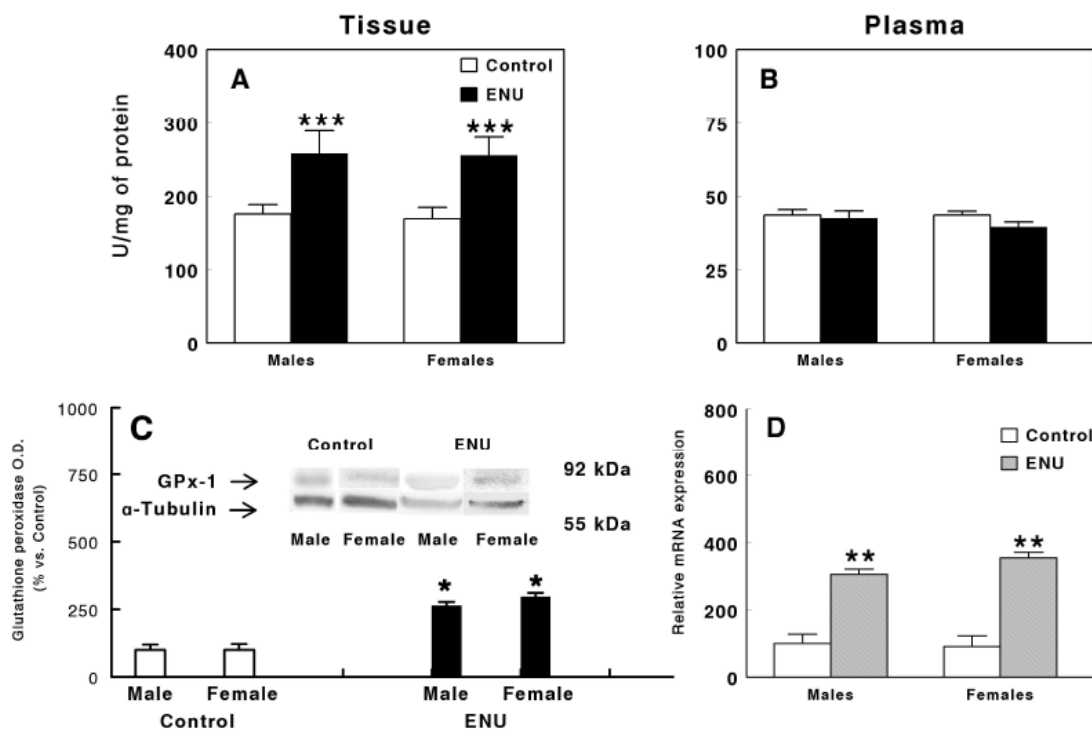 Tissue
Plasma
A
Control
ENU
***
***
U/mg of protein
400
300
200
100
0
Males
Females
B
100
75
50
25
0
Males
Females
C
Glutathione peroxidase O.D.
(% vs. Control)
1000
750
500
250
0
Control
ENU
GPx-1
92 kDa
α-Tubulin
55 kDa
Male
Female
Male
Female
*
*
Male
Female
Male
Female
Control
ENU
D
Control
ENU
Relative mRNA expression
800
600
400
200
0
**
**
Males
Females